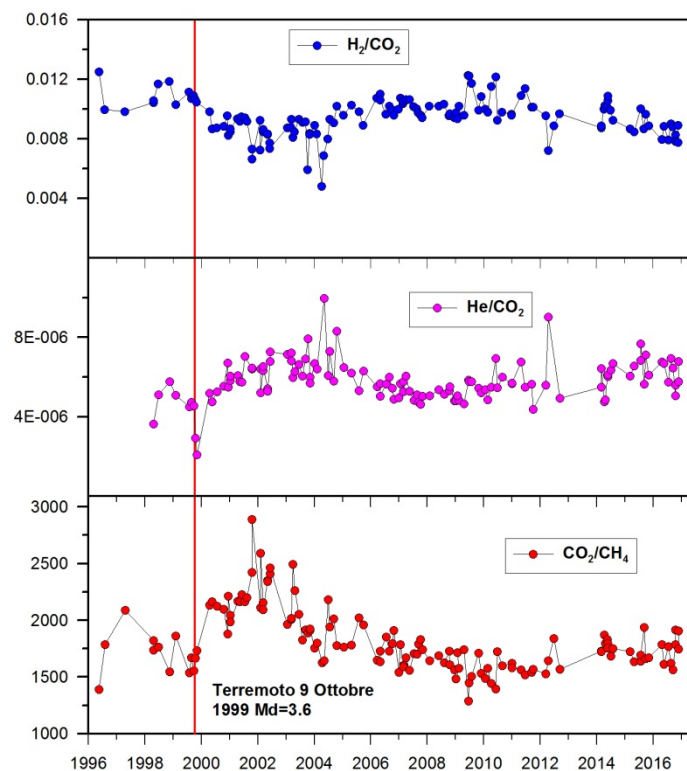 0.016
H₂/CO₂
0.012
0.008
0.004
He/CO₂
8E-006
4E-006
3000
CO₂/CH₄
2500
2000
1500
Terremoto 9 Ottobre
1999 Md=3.6
1000
1996 1998 2000 2002 2004 2006 2008 2010 2012 2014 2016